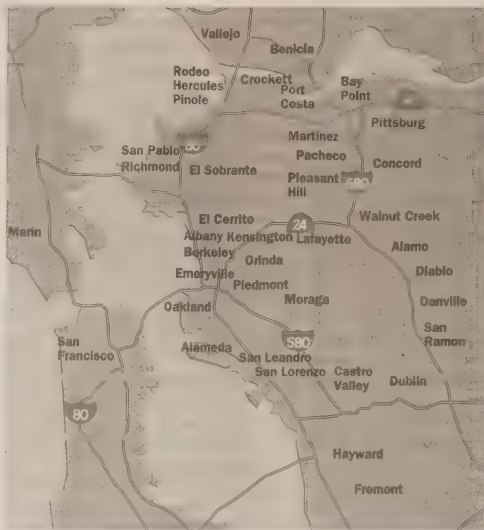 Vallejo
Benicia
Rodeo
Hercules
Pinole
Crockett
Port
Costa
Bay
Point
Pittsburg
Martinez
Pacheco
Concord
San Pablo
Richmond
80
El Sobrante
Pleasant
Hill
680
El Cerrito
24
Walnut Creek
Marin
Albany
Kensington
Lafayette
Alamo
Berkeley
Orinda
Diablo
Emeryville
Piedmont
Oakland
Moraga
Danville
San
Ramon
San
Francisco
Alameda
580
San Leandro
San Lorenzo
Castro
Valley
Dublin
80
Hayward
Fremont